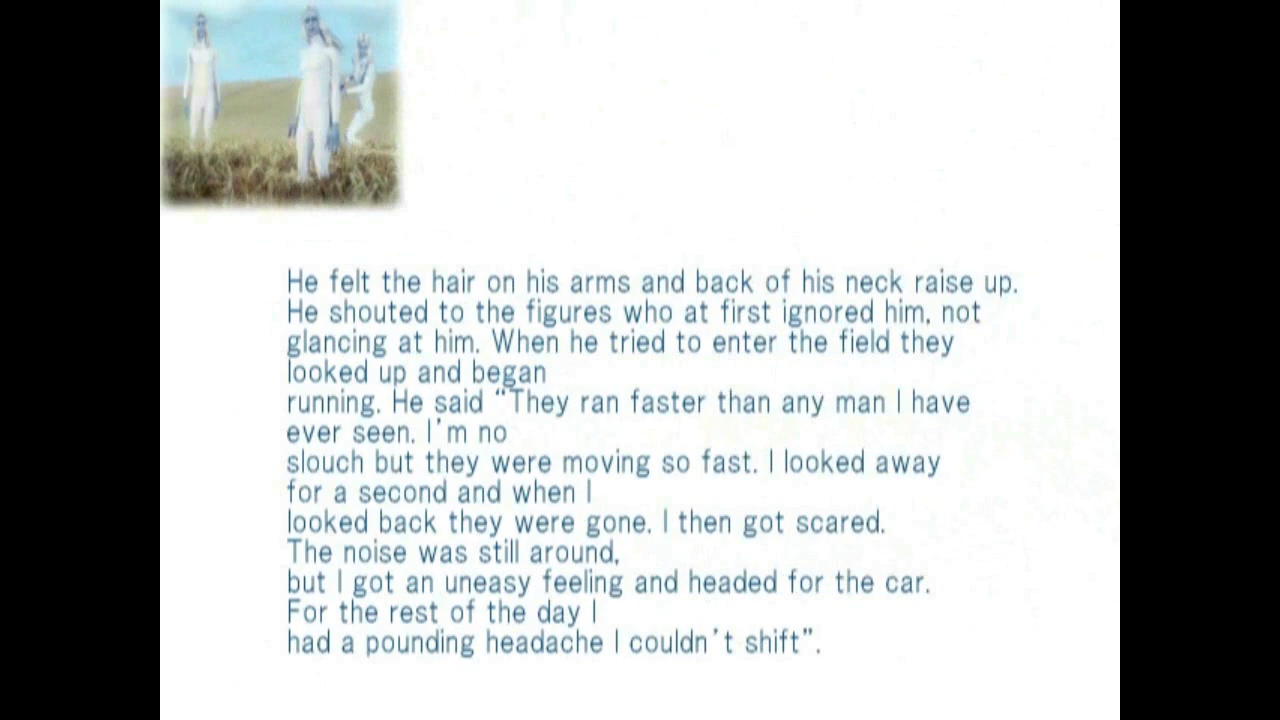 He felt the hair on his arms and back of his neck raise up.
He shouted to the figures who at first ignored him, not
glancing at him. When he tried to enter the field they
looked up and began
running. He said “They ran faster than any man I have
ever seen. I’m no
slouch but they were moving so fast. I looked away
for a second and when I
looked back they were gone. I then got scared.
The noise was still around,
but I got an uneasy feeling and headed for the car.
For the rest of the day I
had a pounding headache I couldn’t shift”.